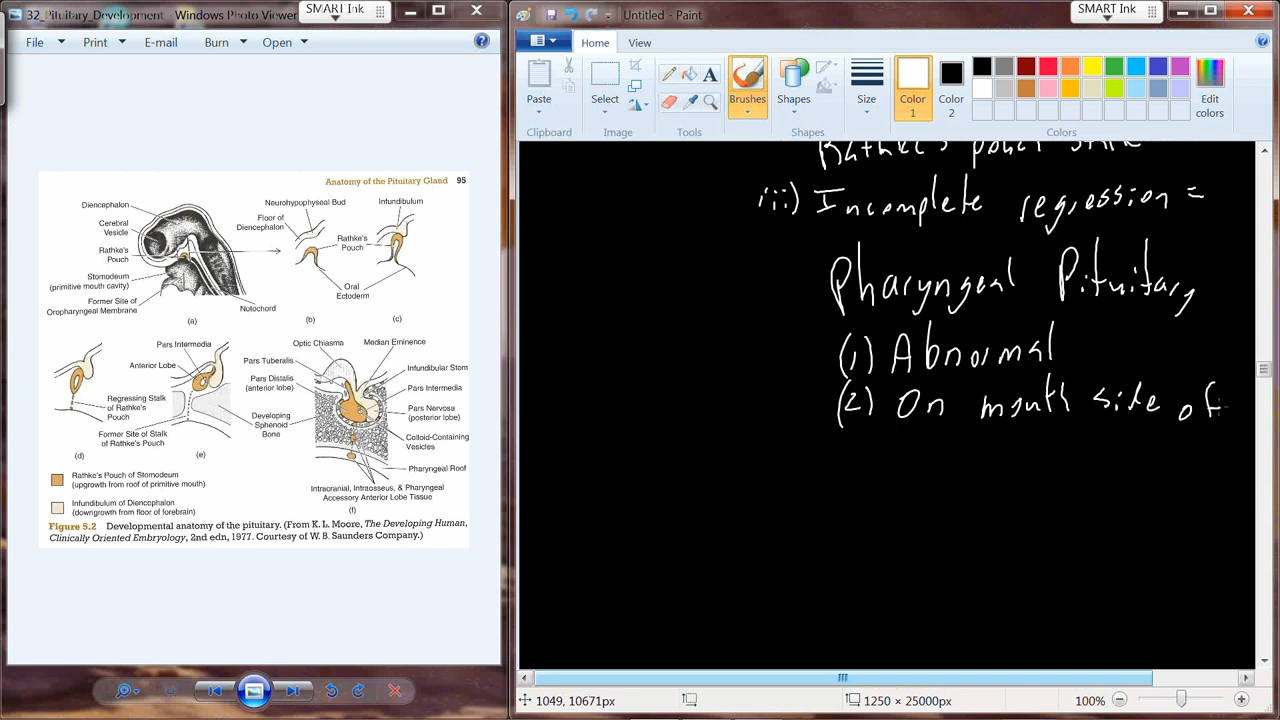 32_Pituitary_Development - Windows Photo Viewer
SMART Ink
File Print E-mail Burn Open
Anatomy of the Pituitary Gland 95
Diencephalon
Cerebral
Vesicle
Rathke's
Pouch
Stomodeum
(primitive mouth cavity)
Former Site of
Oropharyngeal Membrane
Notochord
(a)
Neurohypophyseal Bud
Floor of
Diencephalon
Rathke's
Pouch
Oral
Ectoderm
(b)
Infundibulum
(c)
Regressing Stalk
of Rathke's
Pouch
(d)
Pars Intermedia
Anterior Lobe
Developing
Sphenoid
Bone
Former Site of Stalk
of Rathke's Pouch
(e)
Optic Chiasma
Median Eminence
Pars Tuberalis
Pars Distalis
(anterior lobe)
Infundibular Stem
Pars Intermedia
Pars Nervosa
(posterior lobe)
Colloid-Containing
Vesicles
Pharyngeal Roof
Intracranial, Intraosseus, & Pharyngeal
Accessory Anterior Lobe Tissue
(f)
Rathke's Pouch of Stomodeum
(upgrowth from roof of primitive mouth)
Infundibulum of Diencephalon
(downgrowth from floor of forebrain)
Figure 5.2 Developmental anatomy of the pituitary. (From K. L. Moore, The Developing Human,
Clinically Oriented Embryology, 2nd edn, 1977. Courtesy of W. B. Saunders Company.)
Untitled - Paint
SMART Ink
Home View
Paste
Select
Brushes
Shapes
Size
Color
1
Color
2
Edit
colors
Clipboard Image Tools Shapes Colors
Rathke's pouch stalk
iii) Incomplete regression =
Pharyngeal Pituitary
(1) Abnormal
(2) On mouth side of
1049, 10671px
1250 × 25000px
100%